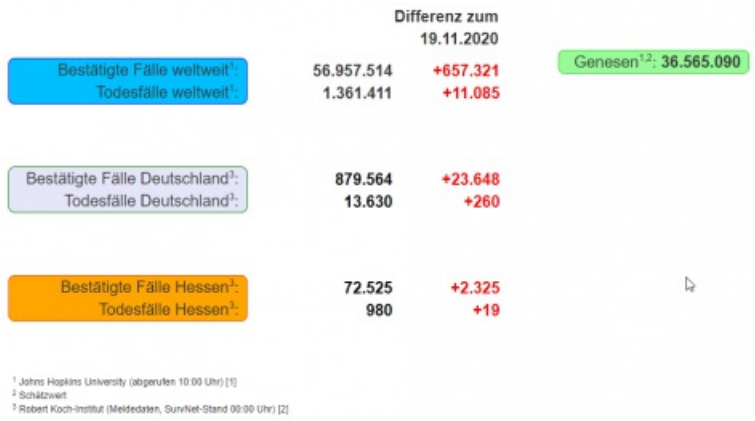 Differenz zum
19.11.2020
Bestätigte Fälle weltweit¹: 56.957.514 +657.321
Genesen¹·²: 36.565.090
Todesfälle weltweit¹: 1.361.411 +11.085
Bestätigte Fälle Deutschland³: 879.564 +23.648
Todesfälle Deutschland³: 13.630 +260
Bestätigte Fälle Hessen³: 72.525 +2.325
Todesfälle Hessen³: 980 +19
¹ Johns Hopkins University (abgerufen 10:00 Uhr) [1]
² Schätzwert
³ Robert Koch-Institut (Meldedaten, SurvNet-Stand 00:00 Uhr) [2]